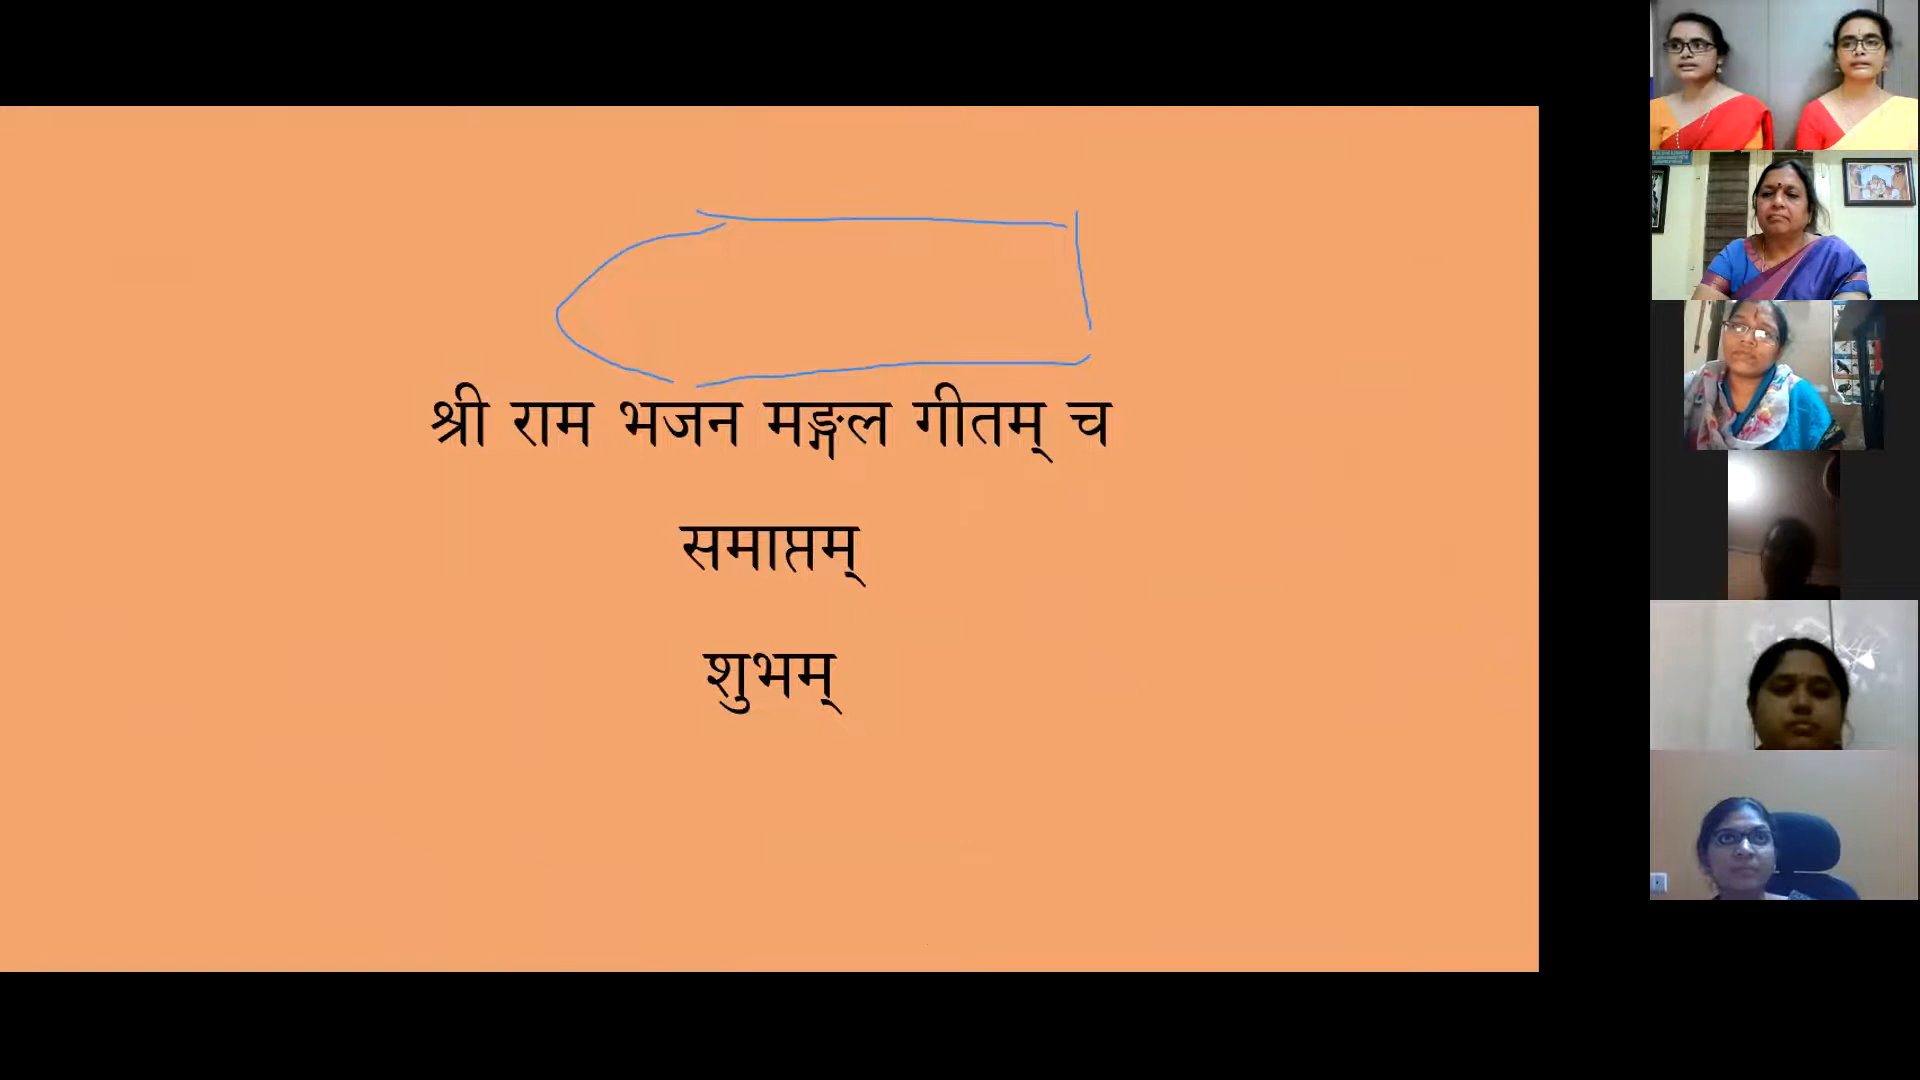 श्री राम भजन मङ्गल गीतम् च
समाप्तम्
शुभम्